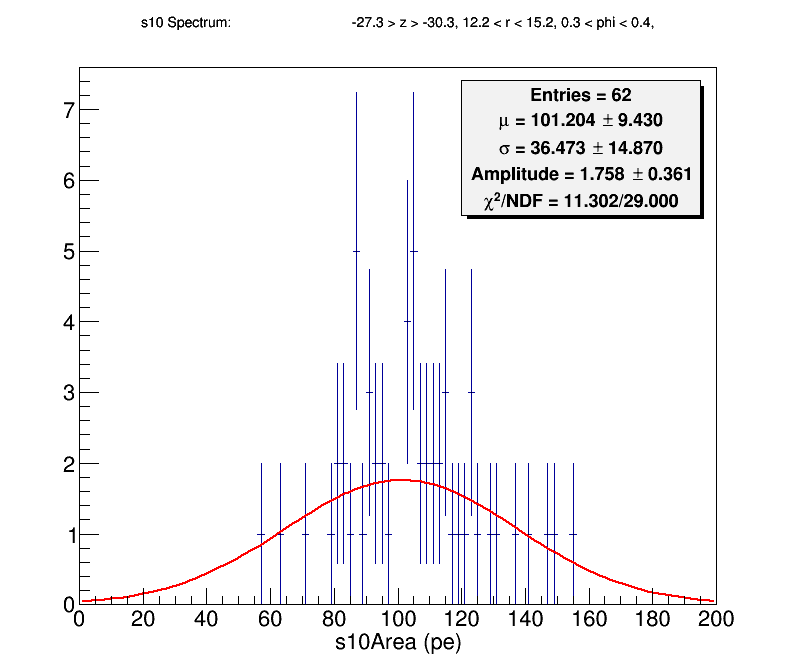 s10 Spectrum: -27.3 > z > -30.3, 12.2 < r < 15.2, 0.3 < phi < 0.4,
Entries = 62
μ = 101.204 ± 9.430
σ = 36.473 ± 14.870
Amplitude = 1.758 ± 0.361
χ²/NDF = 11.302/29.000
7
6
5
4
3
2
1
0
0 20 40 60 80 100 120 140 160 180 200
s10Area (pe)